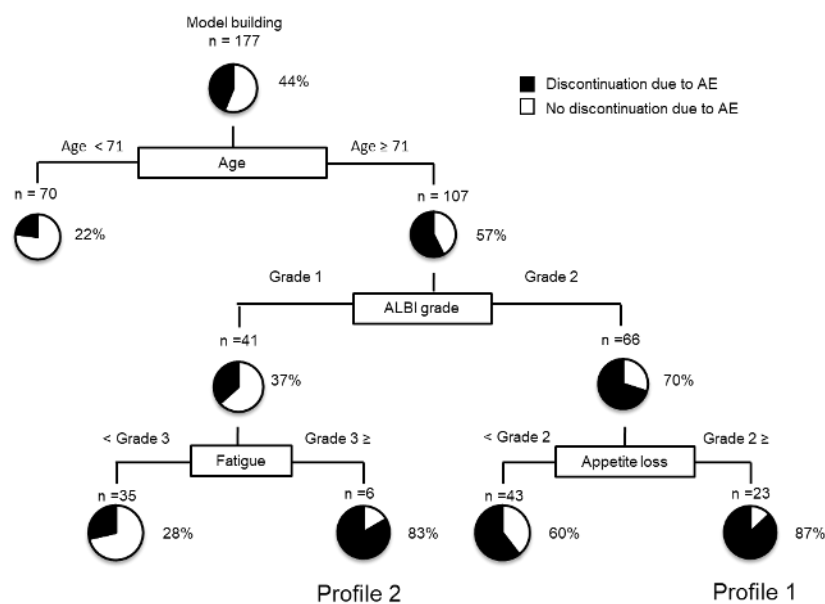 Model building
n = 177
44%
Discontinuation due to AE
No discontinuation due to AE
Age < 71
Age
Age ≥ 71
n = 70
22%
n = 107
57%
Grade 1
ALBI grade
Grade 2
n =41
37%
n =66
70%
< Grade 3
Fatigue
Grade 3 ≥
< Grade 2
Appetite loss
Grade 2 ≥
n =35
28%
n =6
83%
n =43
60%
n =23
87%
Profile 2
Profile 1